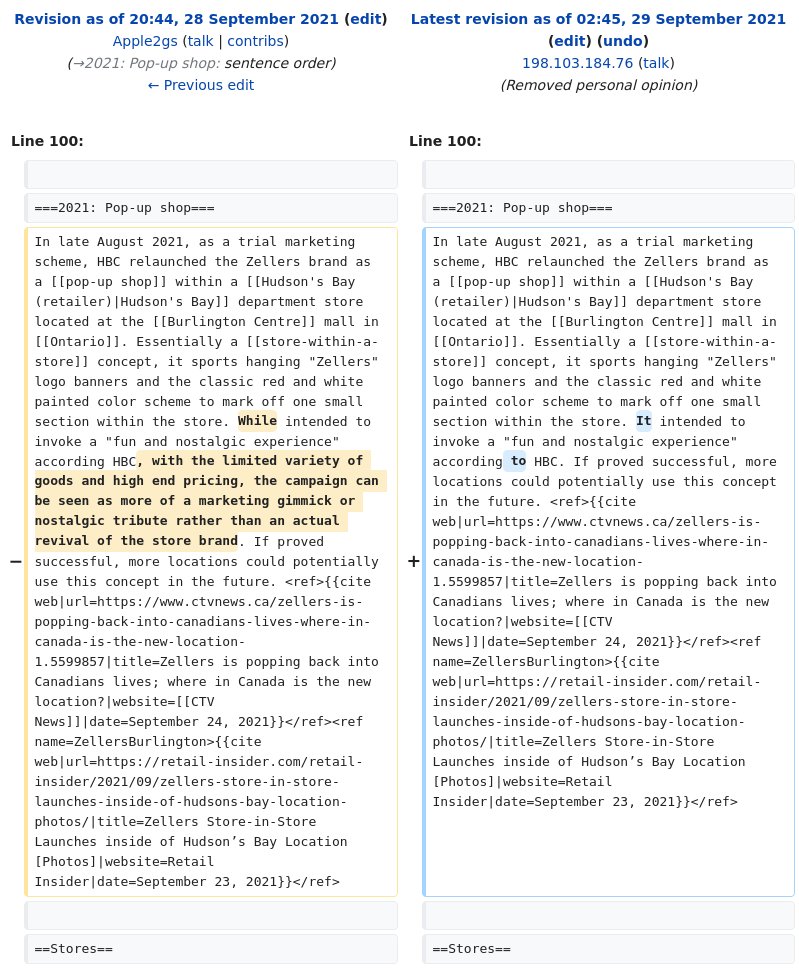 Revision as of 20:44, 28 September 2021 (edit)
Apple2gs (talk | contribs)
(→2021: Pop-up shop: sentence order)
← Previous edit
Latest revision as of 02:45, 29 September 2021
(edit) (undo)
198.103.184.76 (talk)
(Removed personal opinion)
Line 100:
Line 100:
===2021: Pop-up shop===
===2021: Pop-up shop===
−
In late August 2021, as a trial marketing
scheme, HBC relaunched the Zellers brand as
a [[pop-up shop]] within a [[Hudson's Bay
(retailer)|Hudson's Bay]] department store
located at the [[Burlington Centre]] mall in
[[Ontario]]. Essentially a [[store-within-a-
store]] concept, it sports hanging "Zellers"
logo banners and the classic red and white
painted color scheme to mark off one small
section within the store. While intended to
invoke a "fun and nostalgic experience"
according HBC, with the limited variety of
goods and high end pricing, the campaign can
be seen as more of a marketing gimmick or
nostalgic tribute rather than an actual
revival of the store brand. If proved
successful, more locations could potentially
use this concept in the future. <ref>{{cite
web|url=https://www.ctvnews.ca/zellers-is-
popping-back-into-canadians-lives-where-in-
canada-is-the-new-location-
1.5599857|title=Zellers is popping back into
Canadians lives; where in Canada is the new
location?|website=[[CTV
News]]|date=September 24, 2021}}</ref><ref
name=ZellersBurlington>{{cite
web|url=https://retail-insider.com/retail-
insider/2021/09/zellers-store-in-store-
launches-inside-of-hudsons-bay-location-
photos/|title=Zellers Store-in-Store
Launches inside of Hudson’s Bay Location
[Photos]|website=Retail
Insider|date=September 23, 2021}}</ref>
+
In late August 2021, as a trial marketing
scheme, HBC relaunched the Zellers brand as
a [[pop-up shop]] within a [[Hudson's Bay
(retailer)|Hudson's Bay]] department store
located at the [[Burlington Centre]] mall in
[[Ontario]]. Essentially a [[store-within-a-
store]] concept, it sports hanging "Zellers"
logo banners and the classic red and white
painted color scheme to mark off one small
section within the store. It intended to
invoke a "fun and nostalgic experience"
according to HBC. If proved successful, more
locations could potentially use this concept
in the future. <ref>{{cite
web|url=https://www.ctvnews.ca/zellers-is-
popping-back-into-canadians-lives-where-in-
canada-is-the-new-location-
1.5599857|title=Zellers is popping back into
Canadians lives; where in Canada is the new
location?|website=[[CTV
News]]|date=September 24, 2021}}</ref><ref
name=ZellersBurlington>{{cite
web|url=https://retail-insider.com/retail-
insider/2021/09/zellers-store-in-store-
launches-inside-of-hudsons-bay-location-
photos/|title=Zellers Store-in-Store
Launches inside of Hudson’s Bay Location
[Photos]|website=Retail
Insider|date=September 23, 2021}}</ref>
==Stores==
==Stores==